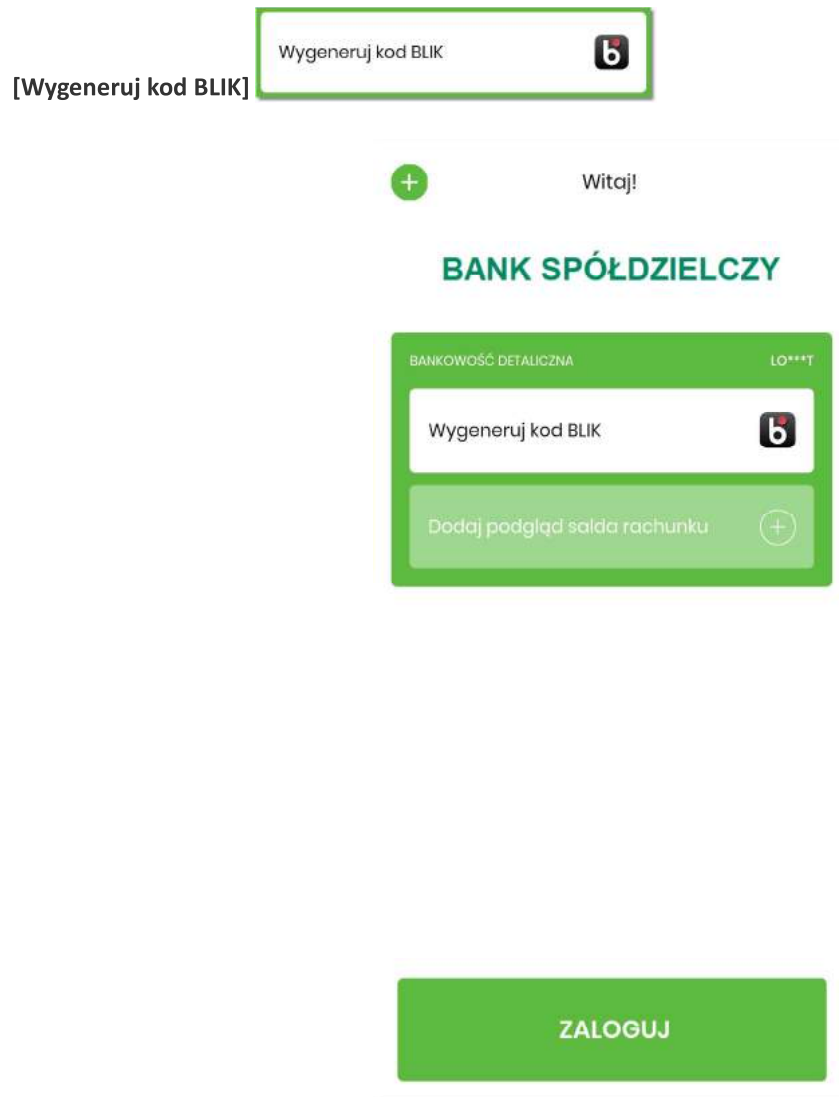 Wygeneruj kod BLIK
[Wygeneruj kod BLIK]
Witaj!
BANK SPÓŁDZIELCZY
BANKOWOŚĆ DETALICZNA LO***T
Wygeneruj kod BLIK
Dodaj podgląd salda rachunku
ZALOGUJ